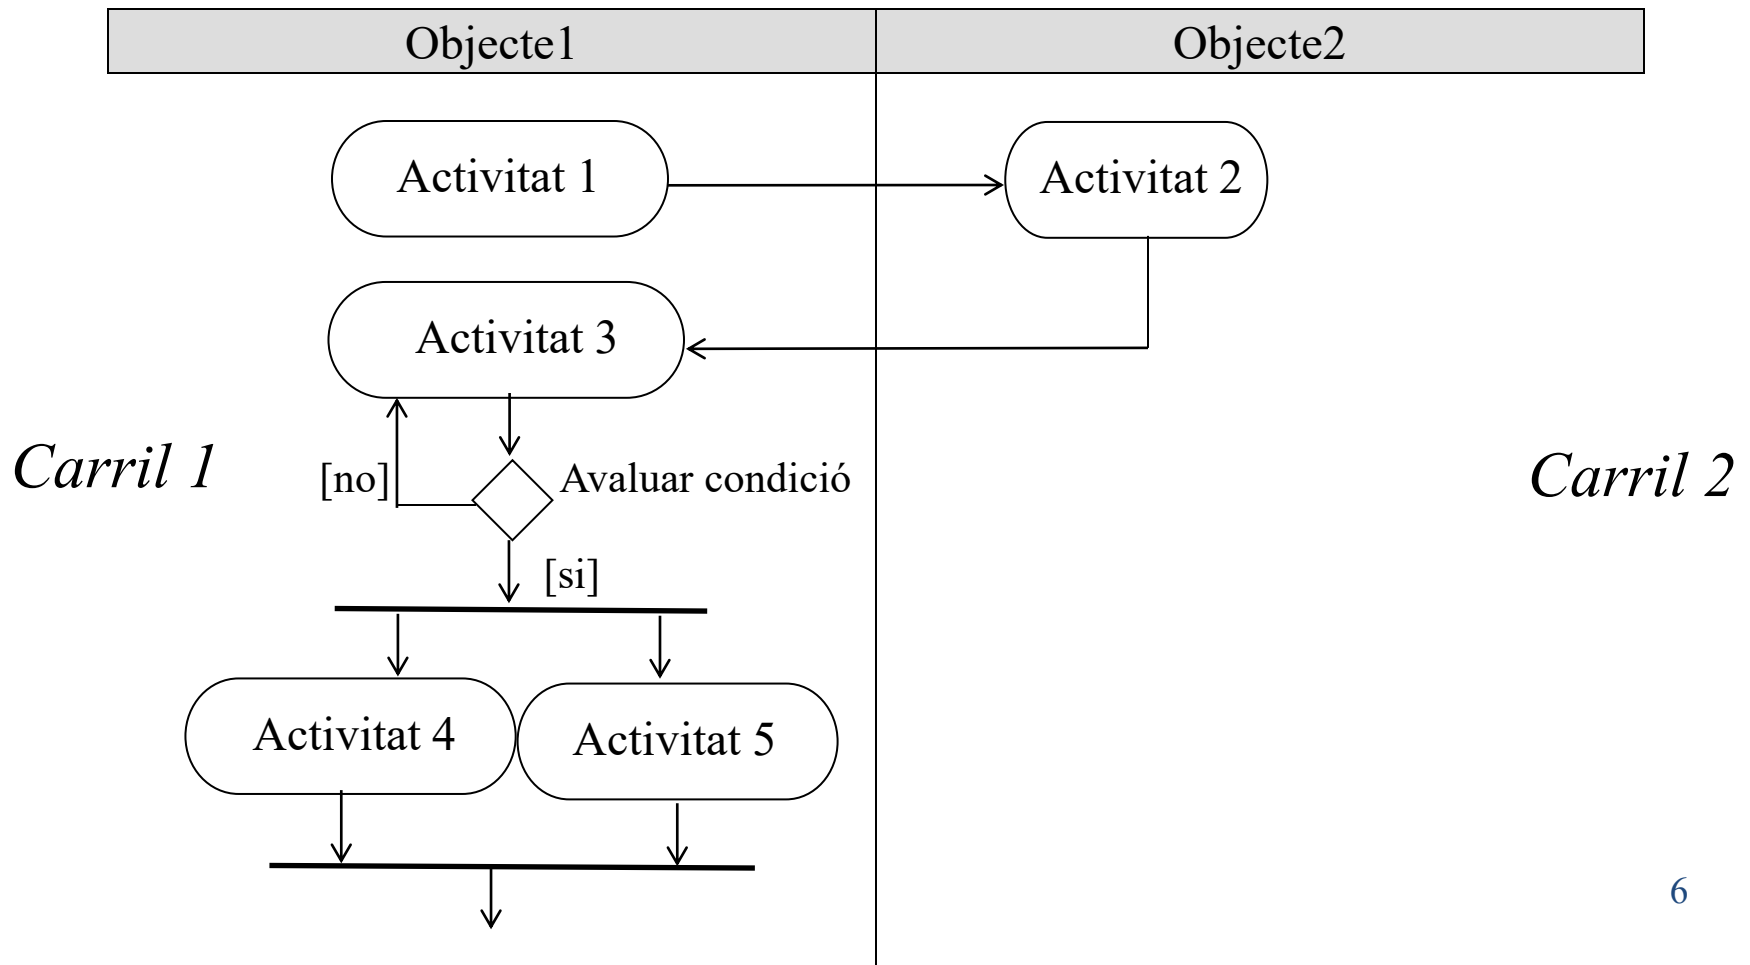 Objecte1
Objecte2
Activitat 1
Activitat 2
Activitat 3
Carril 1
[no]
Avaluar condició
Carril 2
[si]
Activitat 4
Activitat 5
6